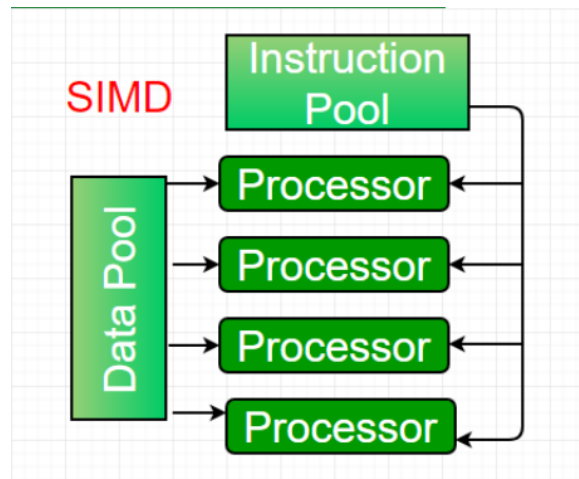 SIMD
Instruction
Pool
Data Pool
Processor
Processor
Processor
Processor